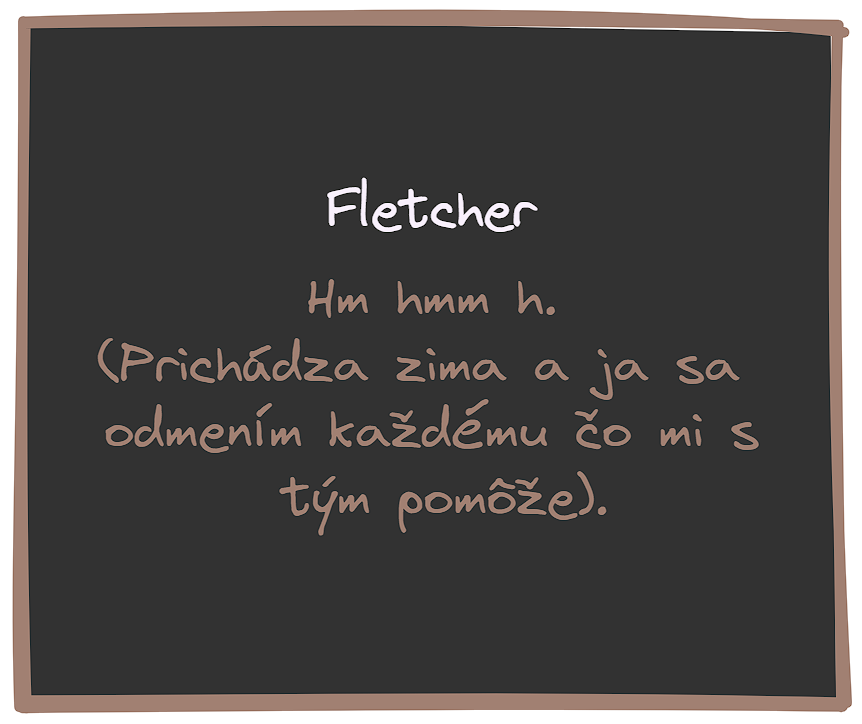 Fletcher
Hm hmm h.
(Prichádza zima a ja sa
odmením každému čo mi s
tým pomôže).